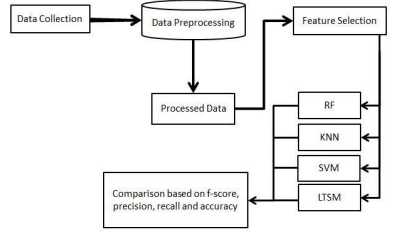 Data Collection
Data Preprocessing
Feature Selection
Processed Data
RF
KNN
SVM
LTSM
Comparison based on f-score,
precision, recall and accuracy